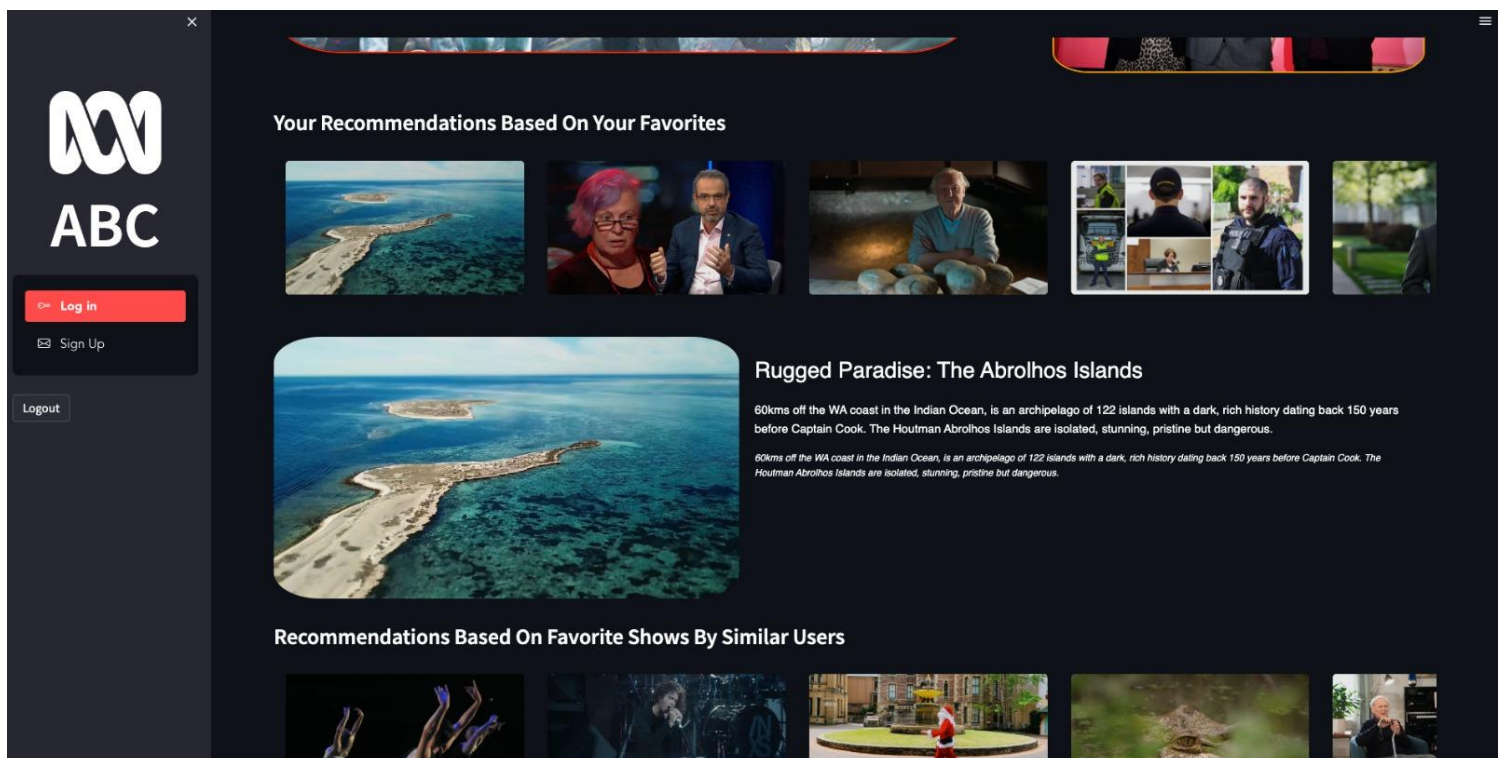 ABC
Log in
Sign Up
Logout
Your Recommendations Based On Your Favorites
Rugged Paradise: The Abrolhos Islands
60kms off the WA coast in the Indian Ocean, is an archipelago of 122 islands with a dark, rich history dating back 150 years
before Captain Cook. The Houtman Abrolhos Islands are isolated, stunning, pristine but dangerous.
60kms off the WA coast in the Indian Ocean, is an archipelago of 122 islands with a dark, rich history dating back 150 years before Captain Cook. The
Houtman Abrolhos Islands are isolated, stunning, pristine but dangerous.
Recommendations Based On Favorite Shows By Similar Users